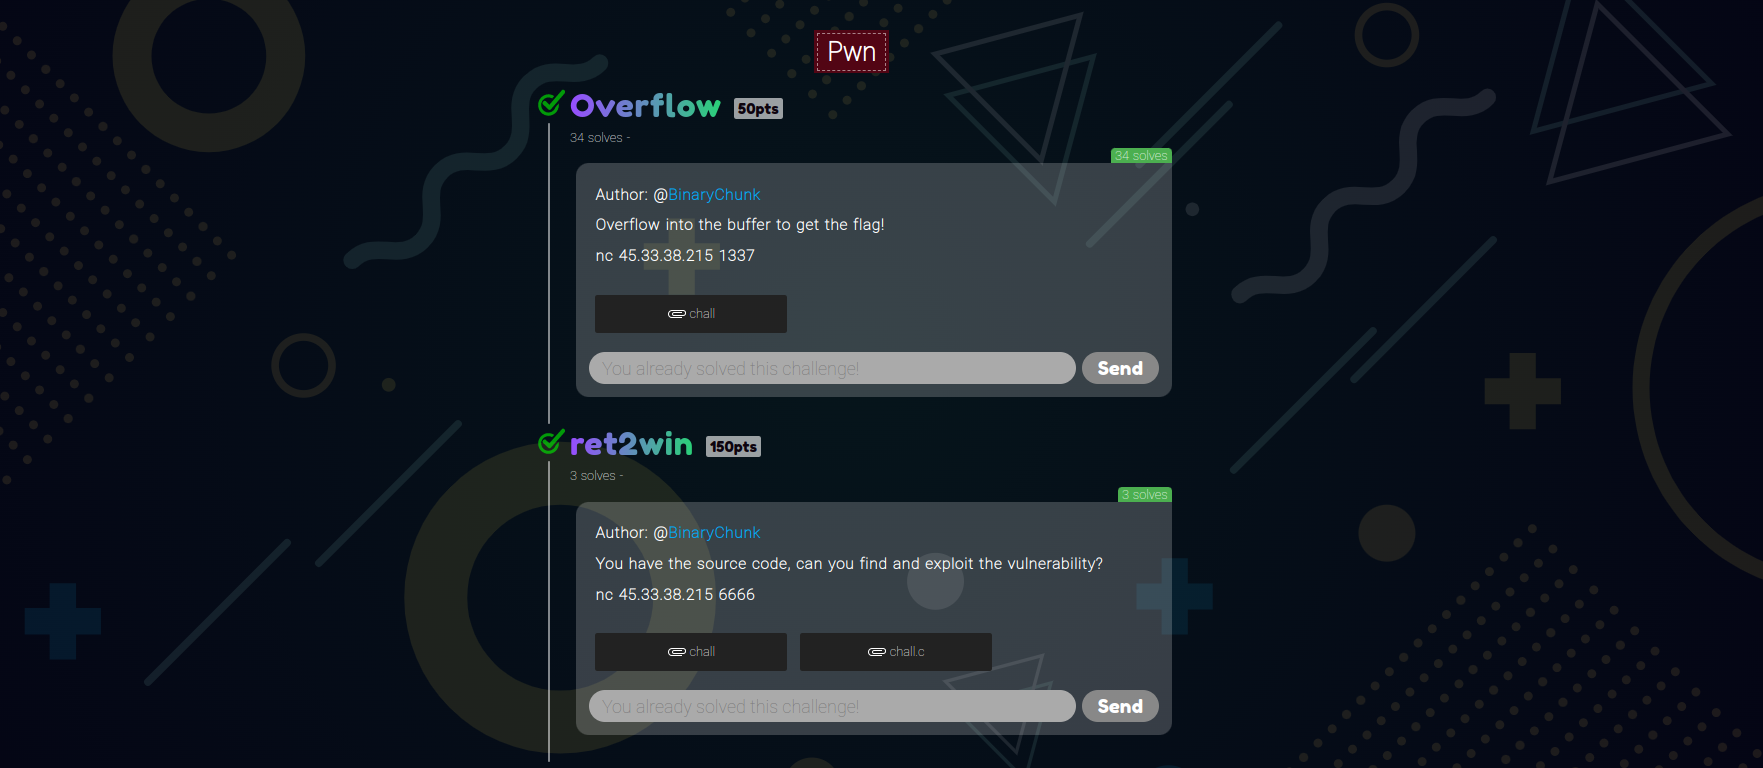 Pwn
Overflow 50pts
34 solves -
34 solves
Author: @BinaryChunk
Overflow into the buffer to get the flag!
nc 45.33.38.215 1337
chall
You already solved this challenge! Send
ret2win 150pts
3 solves -
3 solves
Author: @BinaryChunk
You have the source code, can you find and exploit the vulnerability?
nc 45.33.38.215 6666
chall chall.c
You already solved this challenge! Send